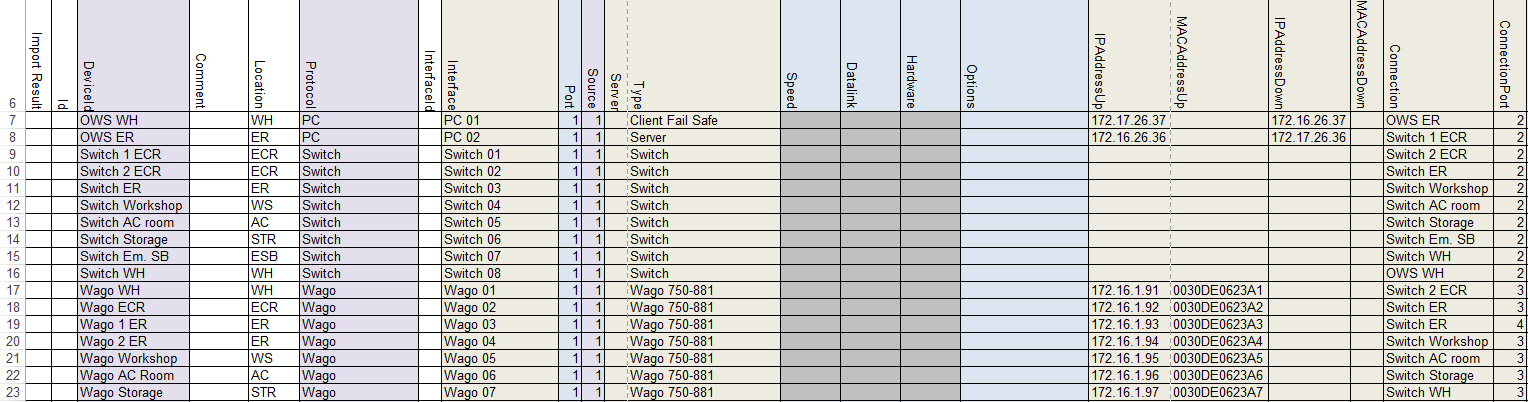 6 Import Result Id DeviceId Comment Location Protocol InterfaceId Interface Port Source Server Type Speed Datalink Hardware Options IPAddressUp MACAddressUp IPAddressDown MACAddressDown Connection ConnectionPort
7 OWS WH WH PC PC 01 1 1 Client Fail Safe 172.17.26.37 172.16.26.37 OWS ER 2
8 OWS ER ER PC PC 02 1 1 Server 172.16.26.36 172.17.26.36 Switch 1 ECR 2
9 Switch 1 ECR ECR Switch Switch 01 1 1 Switch Switch 2 ECR 2
10 Switch 2 ECR ECR Switch Switch 02 1 1 Switch Switch ER 2
11 Switch ER ER Switch Switch 03 1 1 Switch Switch Workshop 2
12 Switch Workshop WS Switch Switch 04 1 1 Switch Switch AC room 2
13 Switch AC room AC Switch Switch 05 1 1 Switch Switch Storage 2
14 Switch Storage STR Switch Switch 06 1 1 Switch Switch Em. SB 2
15 Switch Em. SB ESB Switch Switch 07 1 1 Switch Switch WH 2
16 Switch WH WH Switch Switch 08 1 1 Switch OWS WH 2
17 Wago WH WH Wago Wago 01 1 1 Wago 750-881 172.16.1.91 0030DE0623A1 Switch 2 ECR 3
18 Wago ECR ECR Wago Wago 02 1 1 Wago 750-881 172.16.1.92 0030DE0623A2 Switch ER 3
19 Wago 1 ER ER Wago Wago 03 1 1 Wago 750-881 172.16.1.93 0030DE0623A3 Switch ER 4
20 Wago 2 ER ER Wago Wago 04 1 1 Wago 750-881 172.16.1.94 0030DE0623A4 Switch Workshop 3
21 Wago Workshop WS Wago Wago 05 1 1 Wago 750-881 172.16.1.95 0030DE0623A5 Switch AC room 3
22 Wago AC Room AC Wago Wago 06 1 1 Wago 750-881 172.16.1.96 0030DE0623A6 Switch Storage 3
23 Wago Storage STR Wago Wago 07 1 1 Wago 750-881 172.16.1.97 0030DE0623A7 Switch WH 3